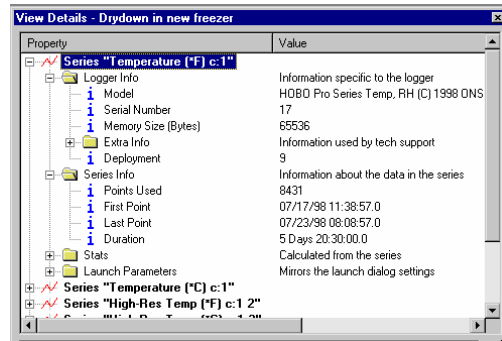 View Details - Drydown in new freezer
Property Value
Series "Temperature (*F) c:1"
Logger Info Information specific to the logger
Model HOBO Pro Series Temp, RH (C) 1998 ONS
Serial Number 17
Memory Size (Bytes) 65536
Extra Info Information used by tech support
Deployment 9
Series Info Information about the data in the series
Points Used 8431
First Point 07/17/98 11:38:57.0
Last Point 07/23/98 08:08:57.0
Duration 5 Days 20:30:00.0
Stats Calculated from the series
Launch Parameters Mirrors the launch dialog settings
Series "Temperature (*C) c:1"
Series "High-Res Temp (*F) c:1 2"